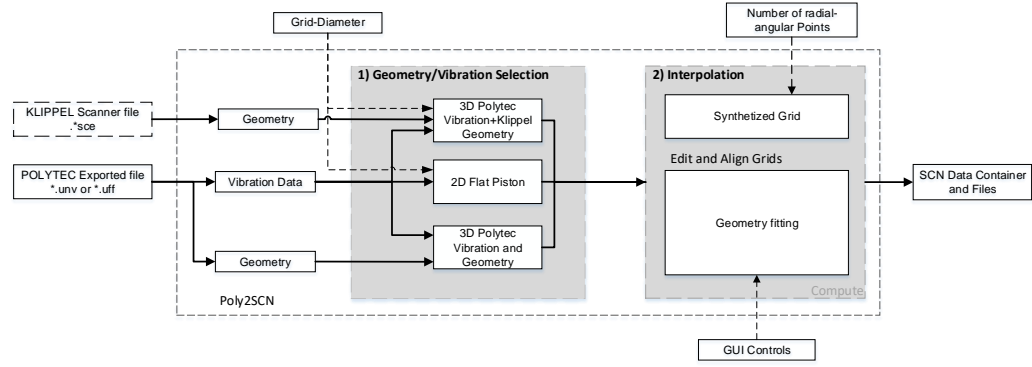 Grid-Diameter
Number of radial-
angular Points
1) Geometry/Vibration Selection
2) Interpolation
KLIPPEL Scanner file
.*sce
Geometry
3D Polytec
Vibration+Klippel
Geometry
Synthetized Grid
Edit and Align Grids
POLYTEC Exported file
*.unv or *.uff
Vibration Data
2D Flat Piston
SCN Data Container
and Files
Geometry fitting
3D Polytec
Vibration and
Geometry
Geometry
Poly2SCN
Compute
GUI Controls